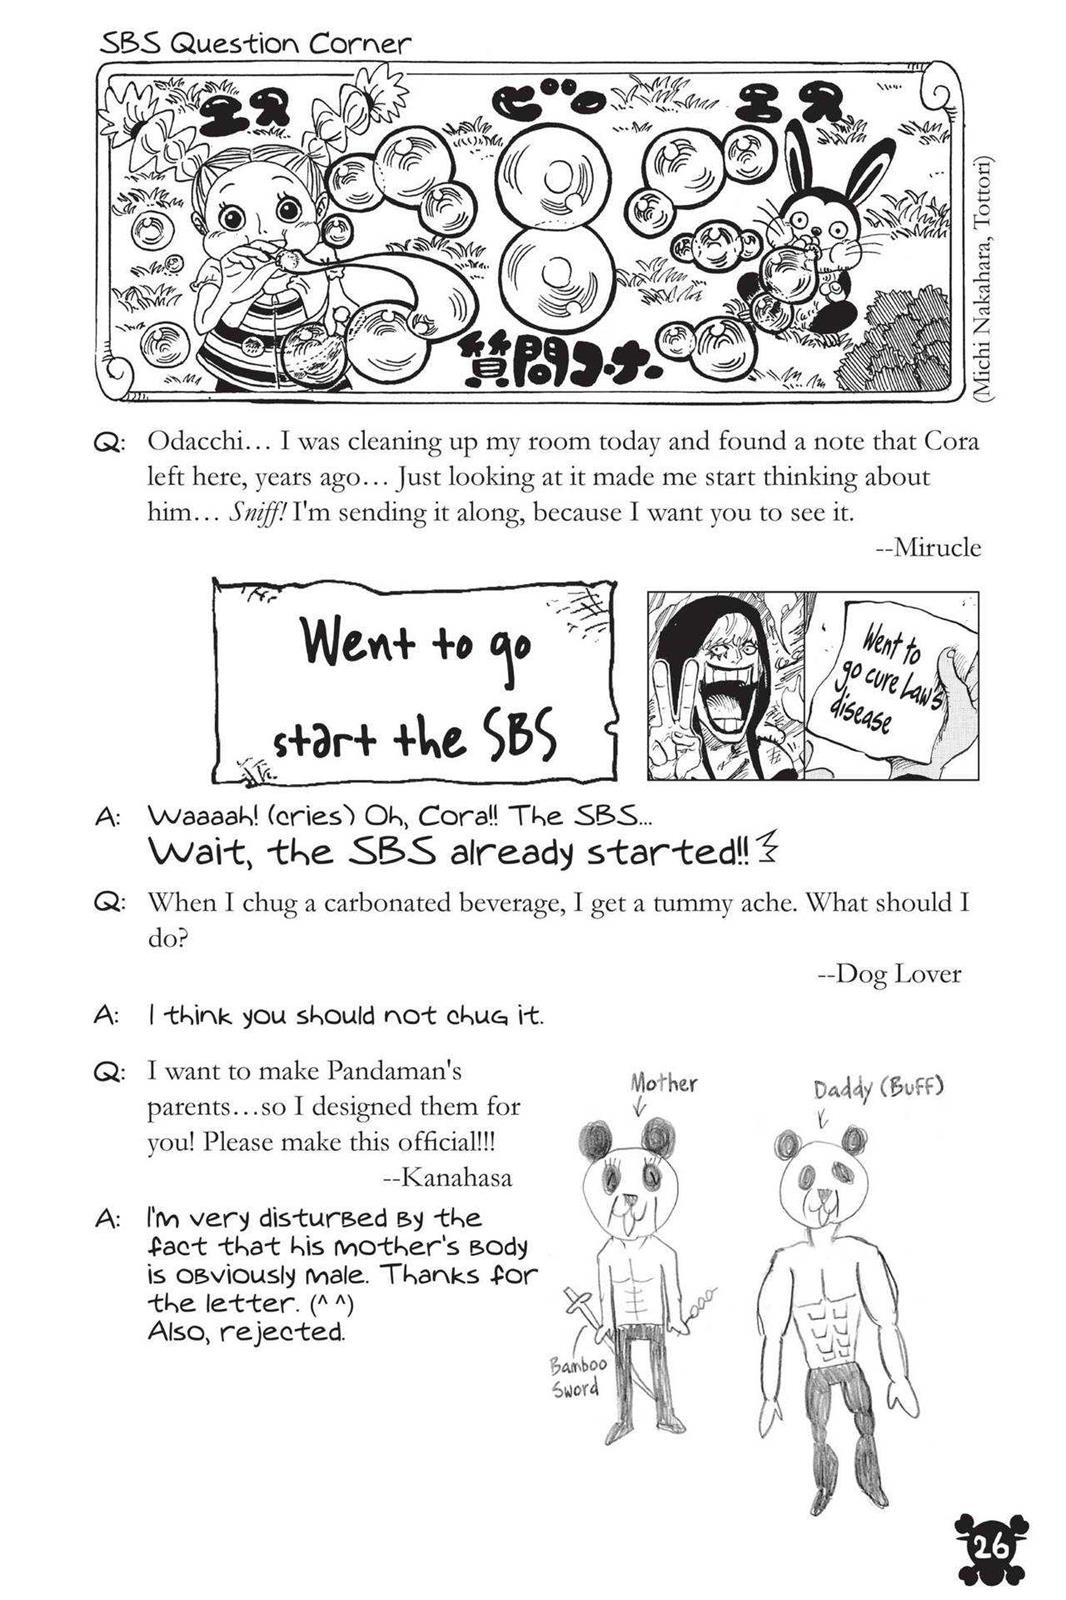 SBS Question Corner
エス ビー エス
質問コーナー
(Michi Nakahara, Tottori)
Q: Odacchi... I was cleaning up my room today and found a note that Cora
left here, years ago... Just looking at it made me start thinking about
him... Sniff! I'm sending it along, because I want you to see it.
--Mirucle
Went to go
start the SBS
Went to
go cure Law's
disease
A: Waaaah! (cries) Oh, Cora!! The SBS...
Wait, the SBS already started!!
Q: When I chug a carbonated beverage, I get a tummy ache. What should I
do?
--Dog Lover
A: I think you should not chug it.
Q: I want to make Pandaman's
parents...so I designed them for
you! Please make this official!!!
--Kanahasa
A: I'm very disturbed by the
fact that his mother's body
is obviously male. Thanks for
the letter. (^ ^)
Also, rejected.
Mother
Daddy (Buff)
Bamboo
Sword
26